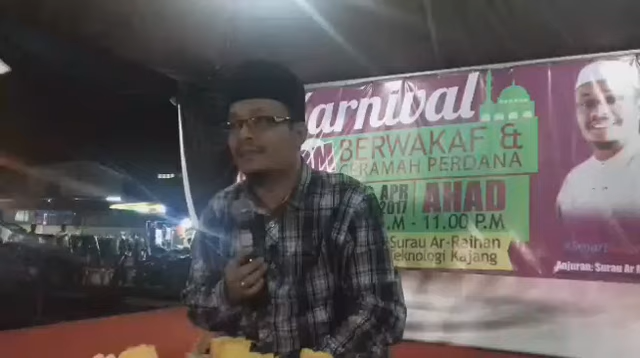 Karnival
BERWAKAF &
CERAMAH PERDANA
APR
2017
AHAD
.M - 11.00 P.M
Surau Ar-Raihan
Teknologi Kajang
Anjuran: Surau Ar